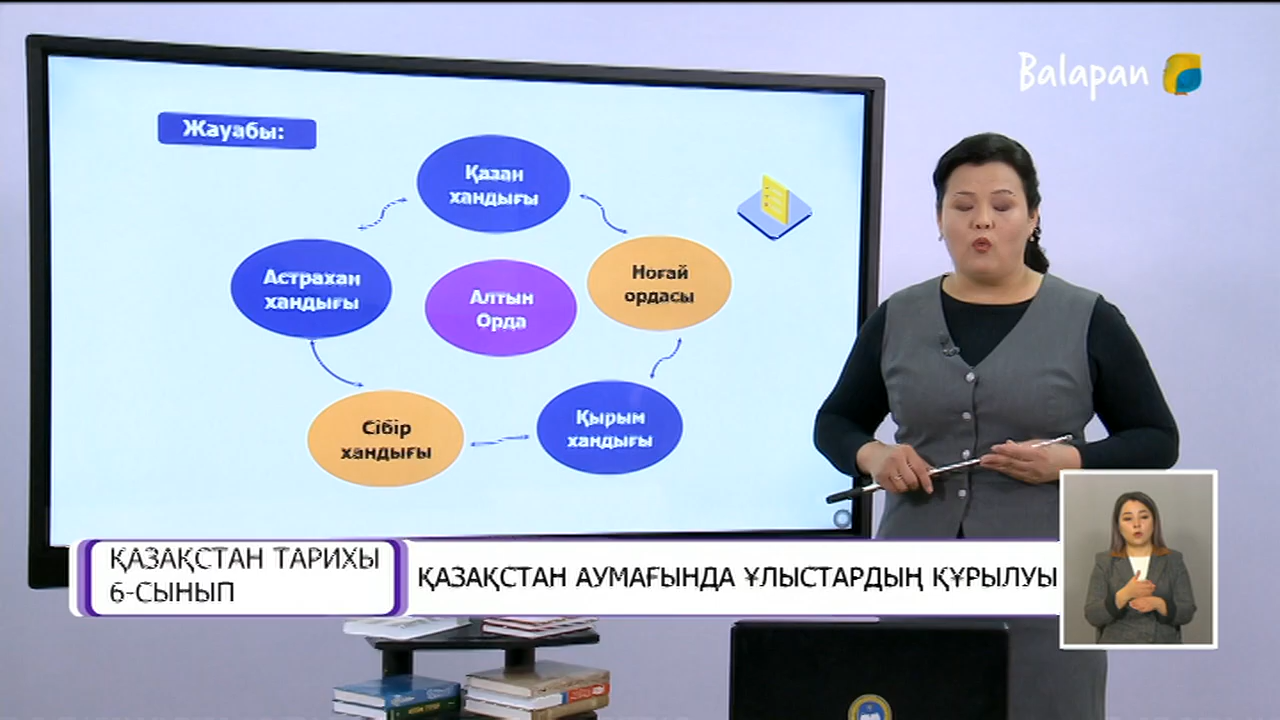 Balapan
Жауабы:
Қазан
хандығы
Астрахан
хандығы
Алтын
Орда
Ноғай
ордасы
Сібір
хандығы
Қырым
хандығы
ҚАЗАҚСТАН ТАРИХЫ
6-СЫНЫП
ҚАЗАҚСТАН АУМАҒЫНДА ҰЛЫСТАРДЫҢ ҚҰРЫЛУЫ